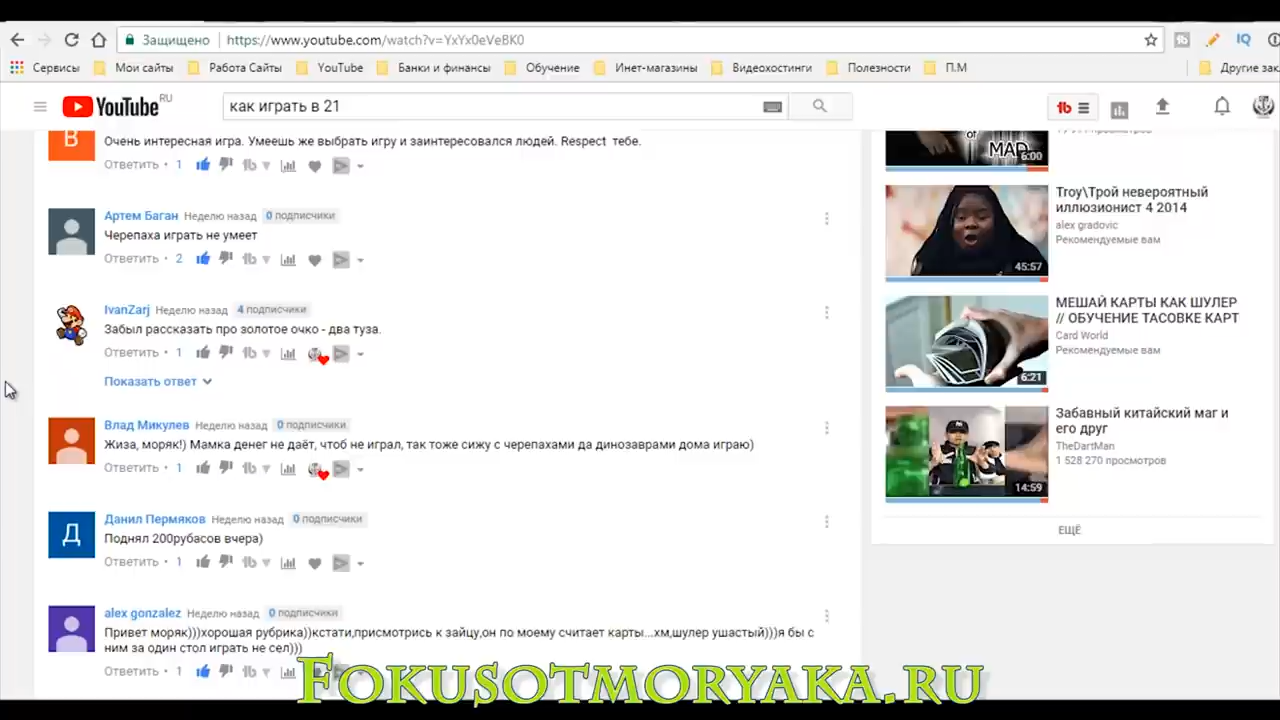 Защищено
https://www.youtube.com/watch?v=YxYx0eVeBK0
Сервисы
Мои сайты
Работа Сайты
YouTube
Банки и финансы
Обучение
Инет-магазины
Видеохостинги
Полезности
П.М
Другие зак
YouTube RU
как играть в 21
В
Очень интересная игра. Умеешь же выбрать игру и заинтересовался людей. Respect тебе.
Ответить • 1
Артем Баган Неделю назад 0 подписчики
Черепаха играть не умеет
Ответить • 2
IvanZarj Неделю назад 4 подписчики
Забыл рассказать про золотое очко - два туза.
Ответить • 1
Показать ответ
Влад Микулев Неделю назад 0 подписчики
Жиза, моряк!) Мамка денег не даёт, чтоб не играл, так тоже сижу с черепахами да динозаврами дома играю)
Ответить • 1
Д
Данил Пермяков Неделю назад 0 подписчики
Поднял 200рубасов вчера)
Ответить • 1
alex gonzalez Неделю назад 0 подписчики
Привет моряк)))хорошая рубрика))кстати,присмотрись к зайцу,он по моему считает карты...хм,шулер ушастый)))я бы с
ним за один стол играть не сел)))
Ответить • 1
of
MAD
6:00
Troy\Трой невероятный
иллюзионист 4 2014
alex gradovic
Рекомендуемые вам
45:57
МЕШАЙ КАРТЫ КАК ШУЛЕР
// ОБУЧЕНИЕ ТАСОВКЕ КАРТ
Card World
Рекомендуемые вам
6:21
Забавный китайский маг и
его друг
TheDartMan
1 528 270 просмотров
14:59
ЕЩЁ
Fokusotmoryaka.ru